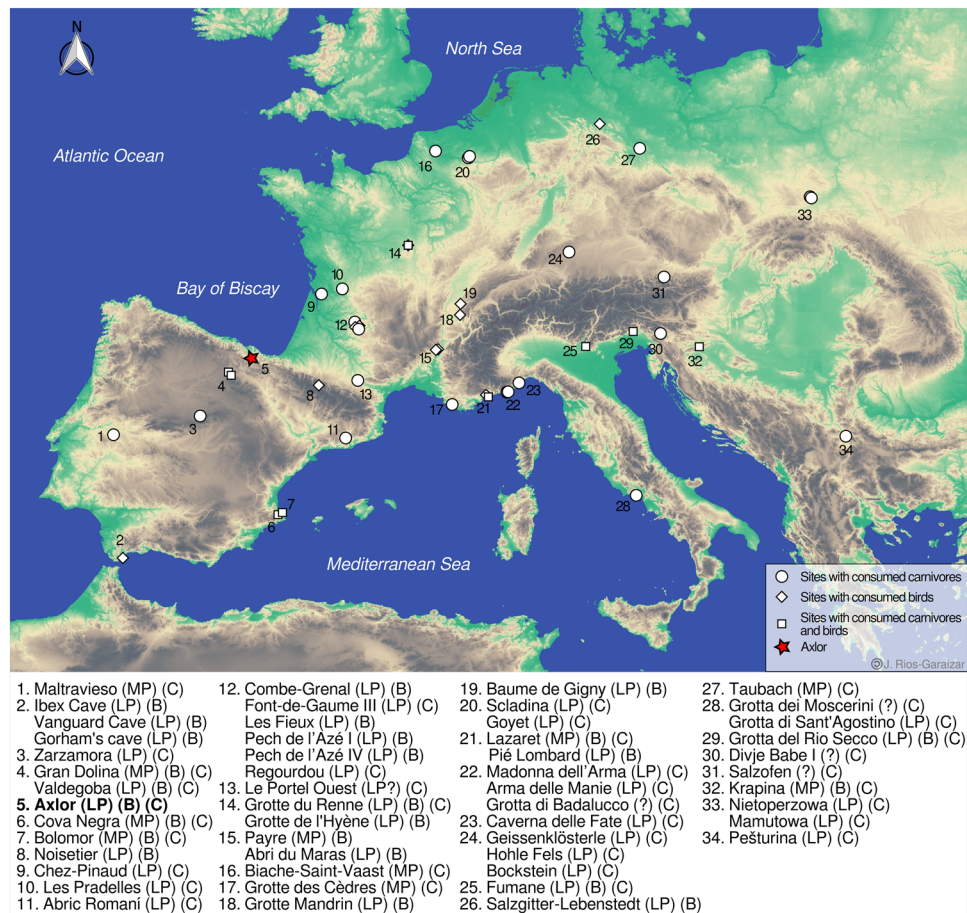 N
North Sea
Atlantic Ocean
26
16
27
20
33
14
24
10
Bay of Biscay
31
9
19
18
12
29
30
25
32
15
5
4
8
13
23
22
21
17
3
1
11
34
28
7
6
2
Mediterranean Sea
Sites with consumed carnivores
Sites with consumed birds
Sites with consumed carnivores
and birds
Axlor
©J. Rios-Garaizar
1. Maltravieso (MP) (C)
2. Ibex Cave (LP) (B)
Vanguard Cave (LP) (B)
Gorham's cave (LP) (B)
3. Zarzamora (LP) (C)
4. Gran Dolina (MP) (B) (C)
Valdegoba (LP) (B) (C)
5. Axlor (LP) (B) (C)
6. Cova Negra (MP) (B) (C)
7. Bolomor (MP) (B) (C)
8. Noisetier (LP) (B)
9. Chez-Pinaud (LP) (C)
10. Les Pradelles (LP) (C)
11. Abric Romaní (LP) (C)
12. Combe-Grenal (LP) (B)
Font-de-Gaume III (LP) (C)
Les Fieux (LP) (B)
Pech de l'Azé I (LP) (B)
Pech de l'Azé IV (LP) (B)
Regourdou (LP) (C)
13. Le Portel Ouest (LP?) (C)
14. Grotte du Renne (LP) (B) (C)
Grotte de l'Hyène (LP) (B)
15. Payre (MP) (B)
Abri du Maras (LP) (B)
16. Biache-Saint-Vaast (MP) (C)
17. Grotte des Cèdres (MP) (C)
18. Grotte Mandrin (LP) (B)
19. Baume de Gigny (LP) (B)
20. Scladina (LP) (C)
Goyet (LP) (C)
21. Lazaret (MP) (B) (C)
Pié Lombard (LP) (B)
22. Madonna dell'Arma (LP) (C)
Arma delle Manie (LP) (C)
Grotta di Badalucco (?) (C)
23. Caverna delle Fate (LP) (C)
24. Geissenklösterle (LP) (C)
Hohle Fels (LP) (C)
Bockstein (LP) (C)
25. Fumane (LP) (B) (C)
26. Salzgitter-Lebenstedt (LP) (B)
27. Taubach (MP) (C)
28. Grotta dei Moscerini (?) (C)
Grotta di Sant'Agostino (LP) (C)
29. Grotta del Rio Secco (LP) (B) (C)
30. Divje Babe I (?) (C)
31. Salzofen (?) (C)
32. Krapina (MP) (B) (C)
33. Nietoperzowa (LP) (C)
Mamutowa (LP) (C)
34. Pešturina (LP) (C)